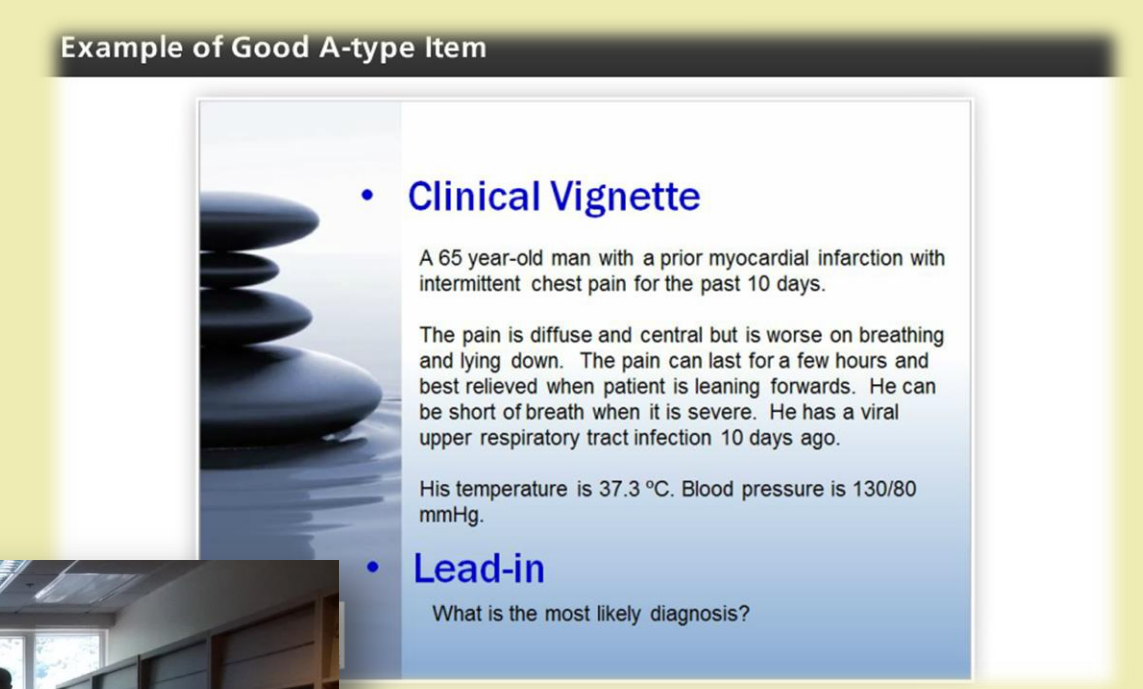 Example of Good A-type Item
• Clinical Vignette
A 65 year-old man with a prior myocardial infarction with
intermittent chest pain for the past 10 days.
The pain is diffuse and central but is worse on breathing
and lying down. The pain can last for a few hours and
best relieved when patient is leaning forwards. He can
be short of breath when it is severe. He has a viral
upper respiratory tract infection 10 days ago.
His temperature is 37.3 ºC. Blood pressure is 130/80
mmHg.
• Lead-in
What is the most likely diagnosis?